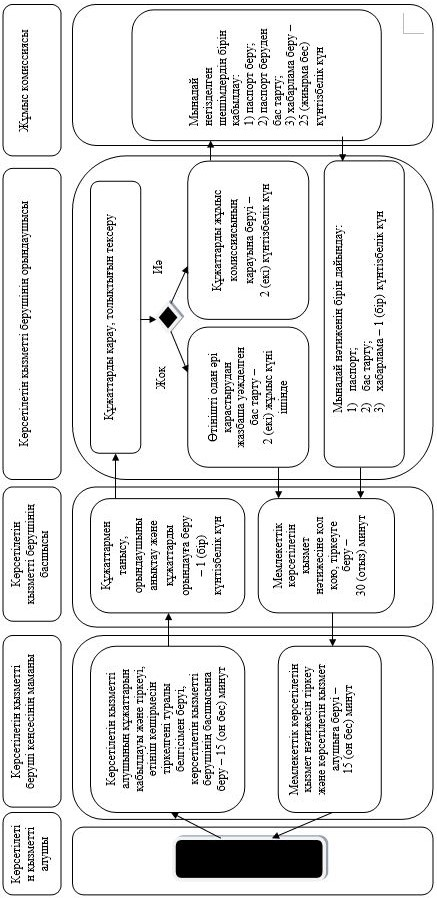 Көрсетілеті
н қызметті
алушы
Көрсетілетін қызметті
беруші кеңсесінің маманы
Көрсетілетін
қызметті берушінің
басшысы
Көрсетілетін қызметті берушінің орындаушысы
Жұмыс комиссиясы
Көрсетілетін қызметті
алушының құжаттарын
қабылдауы және тіркеуі,
өтініш көшірмесін
тіркелгені туралы
белгісімен беруі,
көрсетілетін қызметті
берушінің басшысына
беру – 15 (он бес) минут
Құжаттармен
танысу,
орындаушыны
анықтау және
құжаттарды
орындауға беру
– 1 (бір)
күнтізбелік күн
Құжаттарды қарау, толықтығын тексеру
Жоқ
Иә
Өтінішті одан әрі
қарастырудан
жазбаша уәжделген
бас тарту –
2 (екі) жұмыс күні
ішінде
Құжаттарды жұмыс
комиссиясының
қарауына беруі –
2 (екі) күнтізбелік күн
Мынадай
негізделген
шешімдердің бірін
қабылдау:
1) паспорт беру;
2) паспорт беруден
бас тарту;
3) хабарлама беру –
25 (жиырма бес)
күнтізбелік күн
Мынадай нәтиженің бірін дайындау:
1) паспорт;
2) бас тарту;
3) хабарлама – 1 (бір) күнтізбелік күн
Мемлекеттік
көрсетілетін
қызмет
нәтижесіне қол
қою, тіркеуге
беру –
30 (отыз) минут
Мемлекеттік көрсетілетін
қызмет нәтижесін тіркеу
және көрсетілетін қызмет
алушыға беруі –
15 (он бес) минут